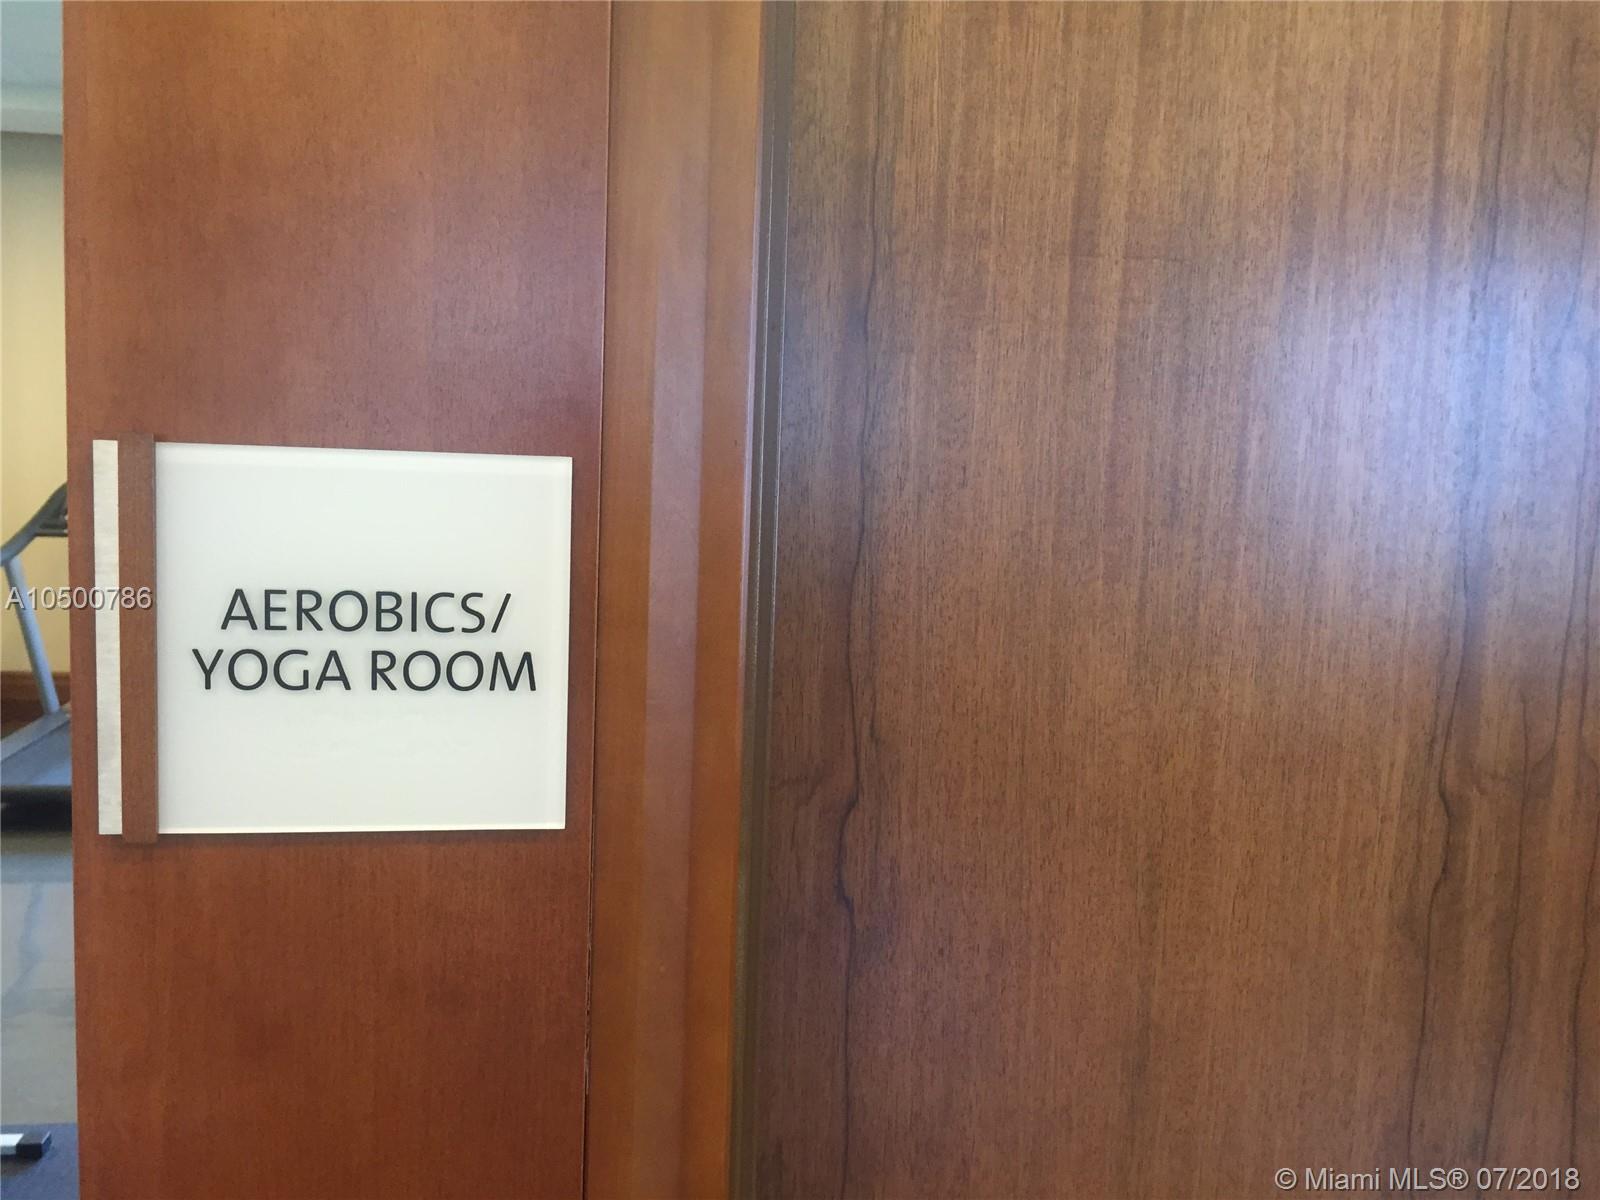 A10500786
AEROBICS/
YOGA ROOM
© Miami MLS® 07/2018